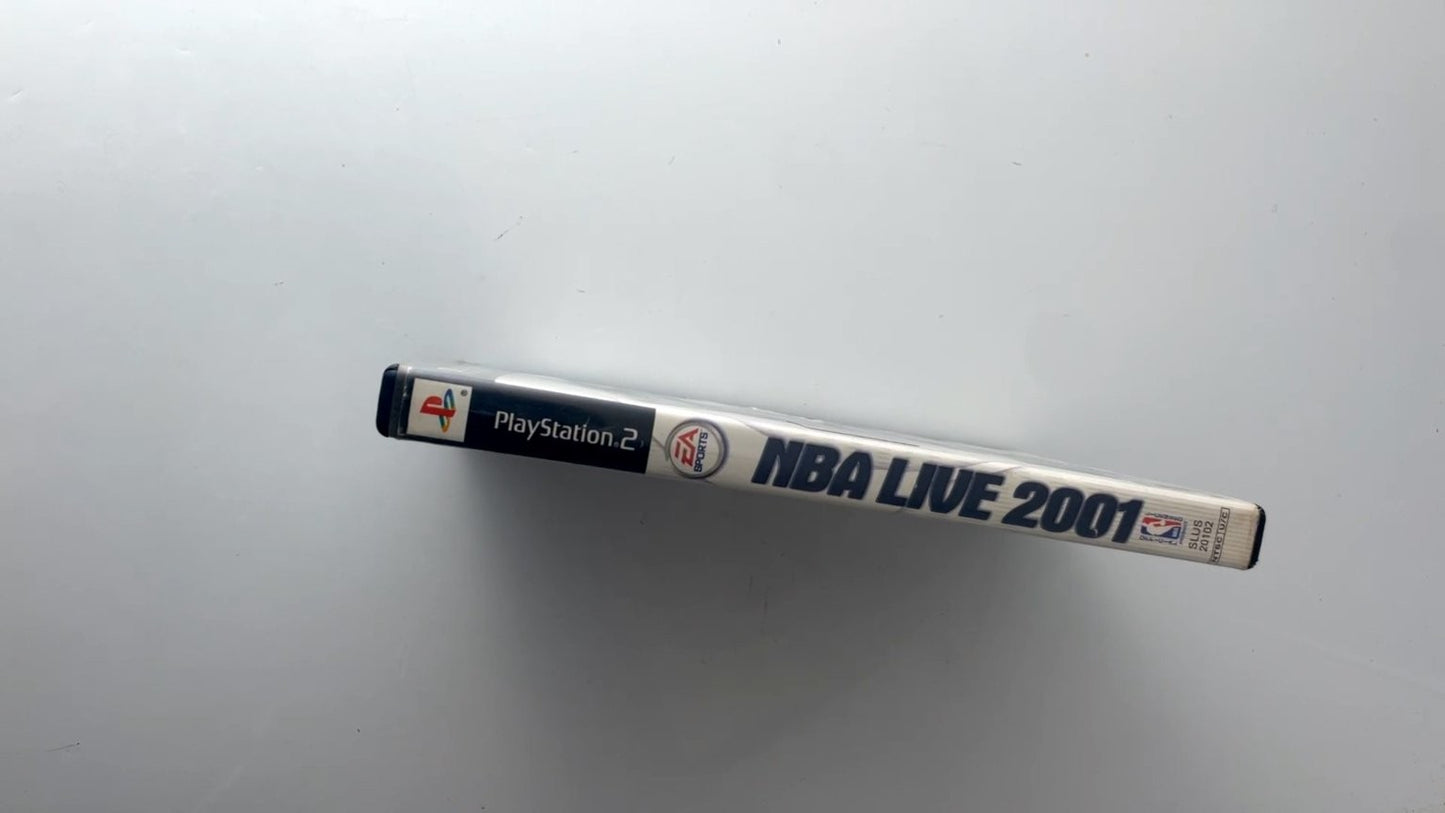 PlayStation®2
EA
SPORTS
NBA LIVE 2001
SLUS
20102
NTSC U/C